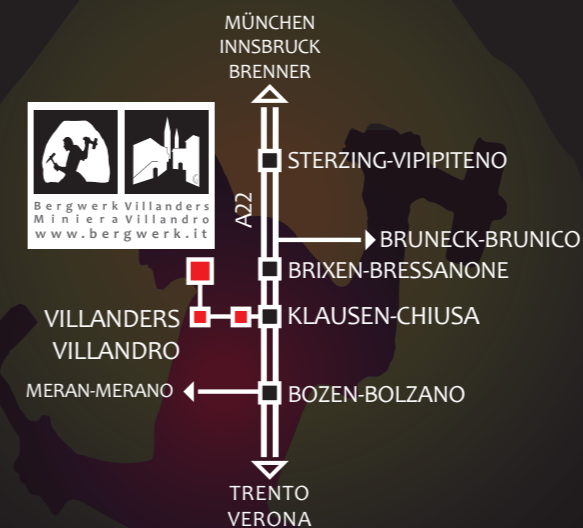 MÜNCHEN
INNSBRUCK
BRENNER
Bergwerk Villanders
Miniera Villandro
www.bergwerk.it
A22
STERZING-VIPIPITENO
BRUNECK-BRUNICO
BRIXEN-BRESSANONE
VILLANDERS
VILLANDRO
KLAUSEN-CHIUSA
MERAN-MERANO
BOZEN-BOLZANO
TRENTO
VERONA